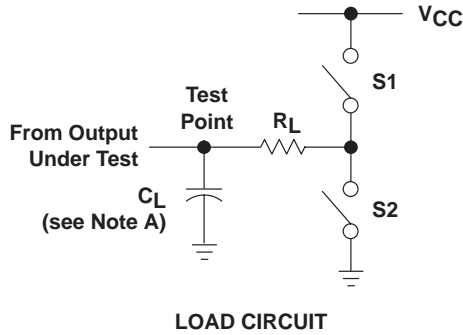 VCC
S1
Test
Point
RL
From Output
Under Test
CL
(see Note A)
S2
LOAD CIRCUIT